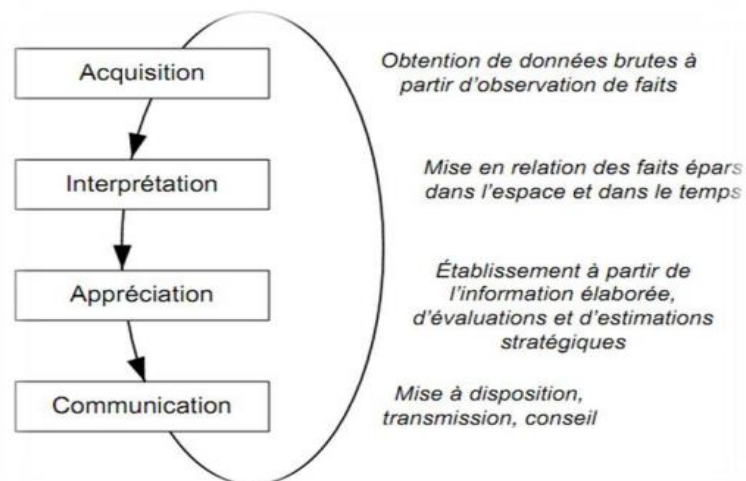 Acquisition
Obtention de données brutes à
partir d'observation de faits
Interprétation
Mise en relation des faits épars
dans l'espace et dans le temps
Appréciation
Établissement à partir de
l'information élaborée,
d'évaluations et d'estimations
stratégiques
Communication
Mise à disposition,
transmission, conseil